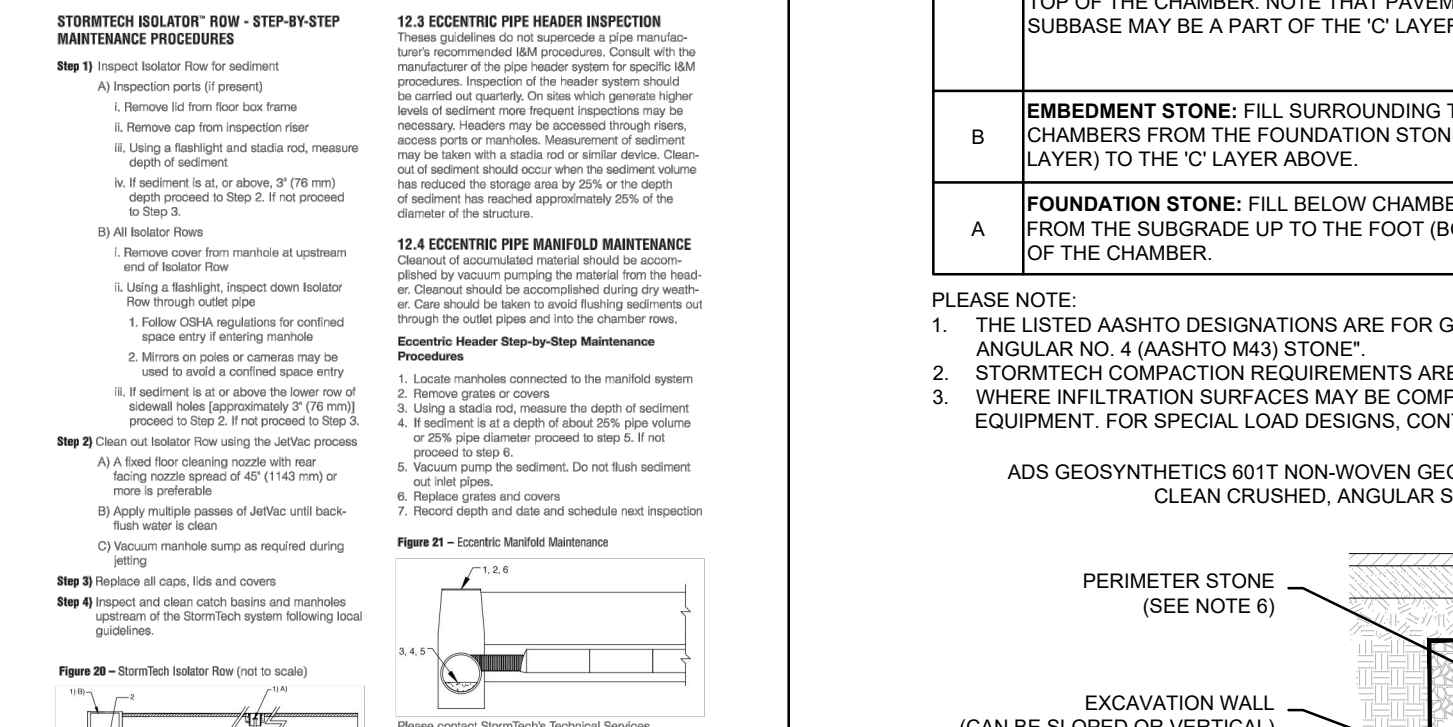 STORMTECH ISOLATOR™ ROW - STEP-BY-STEP
MAINTENANCE PROCEDURES
Step 1) Inspect Isolator Row for sediment
A) Inspection ports (if present)
i. Remove lid from floor box frame
ii. Remove cap from inspection riser
iii. Using a flashlight and stadia rod, measure
depth of sediment
iv. If sediment is at, or above, 3" (76 mm)
depth proceed to Step 2. If not proceed
to Step 3.
B) All Isolator Rows
i. Remove cover from manhole at upstream
end of Isolator Row
ii. Using a flashlight, inspect down Isolator
Row through outlet pipe
1. Follow OSHA regulations for confined
space entry if entering manhole
2. Mirrors on poles or cameras may be
used to avoid a confined space entry
iii. If sediment is at or above the lower row of
sidewall holes [approximately 3" (76 mm)]
proceed to Step 2. If not proceed to Step 3.
Step 2) Clean out Isolator Row using the JetVac process
A) A fixed floor cleaning nozzle with rear
facing nozzle spread of 45" (1143 mm) or
more is preferable
B) Apply multiple passes of JetVac until back-
flush water is clean
C) Vacuum manhole sump as required during
jetting
Step 3) Replace all caps, lids and covers
Step 4) Inspect and clean catch basins and manholes
upstream of the StormTech system following local
guidelines.
Figure 20 – StormTech Isolator Row (not to scale)
1) B)
2
1) A)
12.3 ECCENTRIC PIPE HEADER INSPECTION
Theses guidelines do not supercede a pipe manufac-
turer's recommended I&M procedures. Consult with the
manufacturer of the pipe header system for specific I&M
procedures. Inspection of the header system should
be carried out quarterly. On sites which generate higher
levels of sediment more frequent inspections may be
necessary. Headers may be accessed through risers,
access ports or manholes. Measurement of sediment
may be taken with a stadia rod or similar device. Clean-
out of sediment should occur when the sediment volume
has reduced the storage area by 25% or the depth
of sediment has reached approximately 25% of the
diameter of the structure.
12.4 ECCENTRIC PIPE MANIFOLD MAINTENANCE
Cleanout of accumulated material should be accom-
plished by vacuum pumping the material from the head-
er. Cleanout should be accomplished during dry weath-
er. Care should be taken to avoid flushing sediments out
through the outlet pipes and into the chamber rows.
Eccentric Header Step-by-Step Maintenance
Procedures
1. Locate manholes connected to the manifold system
2. Remove grates or covers
3. Using a stadia rod, measure the depth of sediment
4. If sediment is at a depth of about 25% pipe volume
or 25% pipe diameter proceed to step 5. If not
proceed to step 6.
5. Vacuum pump the sediment. Do not flush sediment
out inlet pipes.
6. Replace grates and covers
7. Record depth and date and schedule next inspection
Figure 21 – Eccentric Manifold Maintenance
1, 2, 6
3, 4, 5
Please contact StormTech's Technical Services
TOP OF THE CHAMBER. NOTE THAT PAVEM
SUBBASE MAY BE A PART OF THE 'C' LAYER
B
EMBEDMENT STONE: FILL SURROUNDING T
CHAMBERS FROM THE FOUNDATION STON
LAYER) TO THE 'C' LAYER ABOVE.
A
FOUNDATION STONE: FILL BELOW CHAMBE
FROM THE SUBGRADE UP TO THE FOOT (BO
OF THE CHAMBER.
PLEASE NOTE:
1. THE LISTED AASHTO DESIGNATIONS ARE FOR G
ANGULAR NO. 4 (AASHTO M43) STONE".
2. STORMTECH COMPACTION REQUIREMENTS ARE
3. WHERE INFILTRATION SURFACES MAY BE COMP
EQUIPMENT. FOR SPECIAL LOAD DESIGNS, CON
ADS GEOSYNTHETICS 601T NON-WOVEN GEO
CLEAN CRUSHED, ANGULAR S
PERIMETER STONE
(SEE NOTE 6)
EXCAVATION WALL
(CAN BE SLOPED OR VERTICAL)